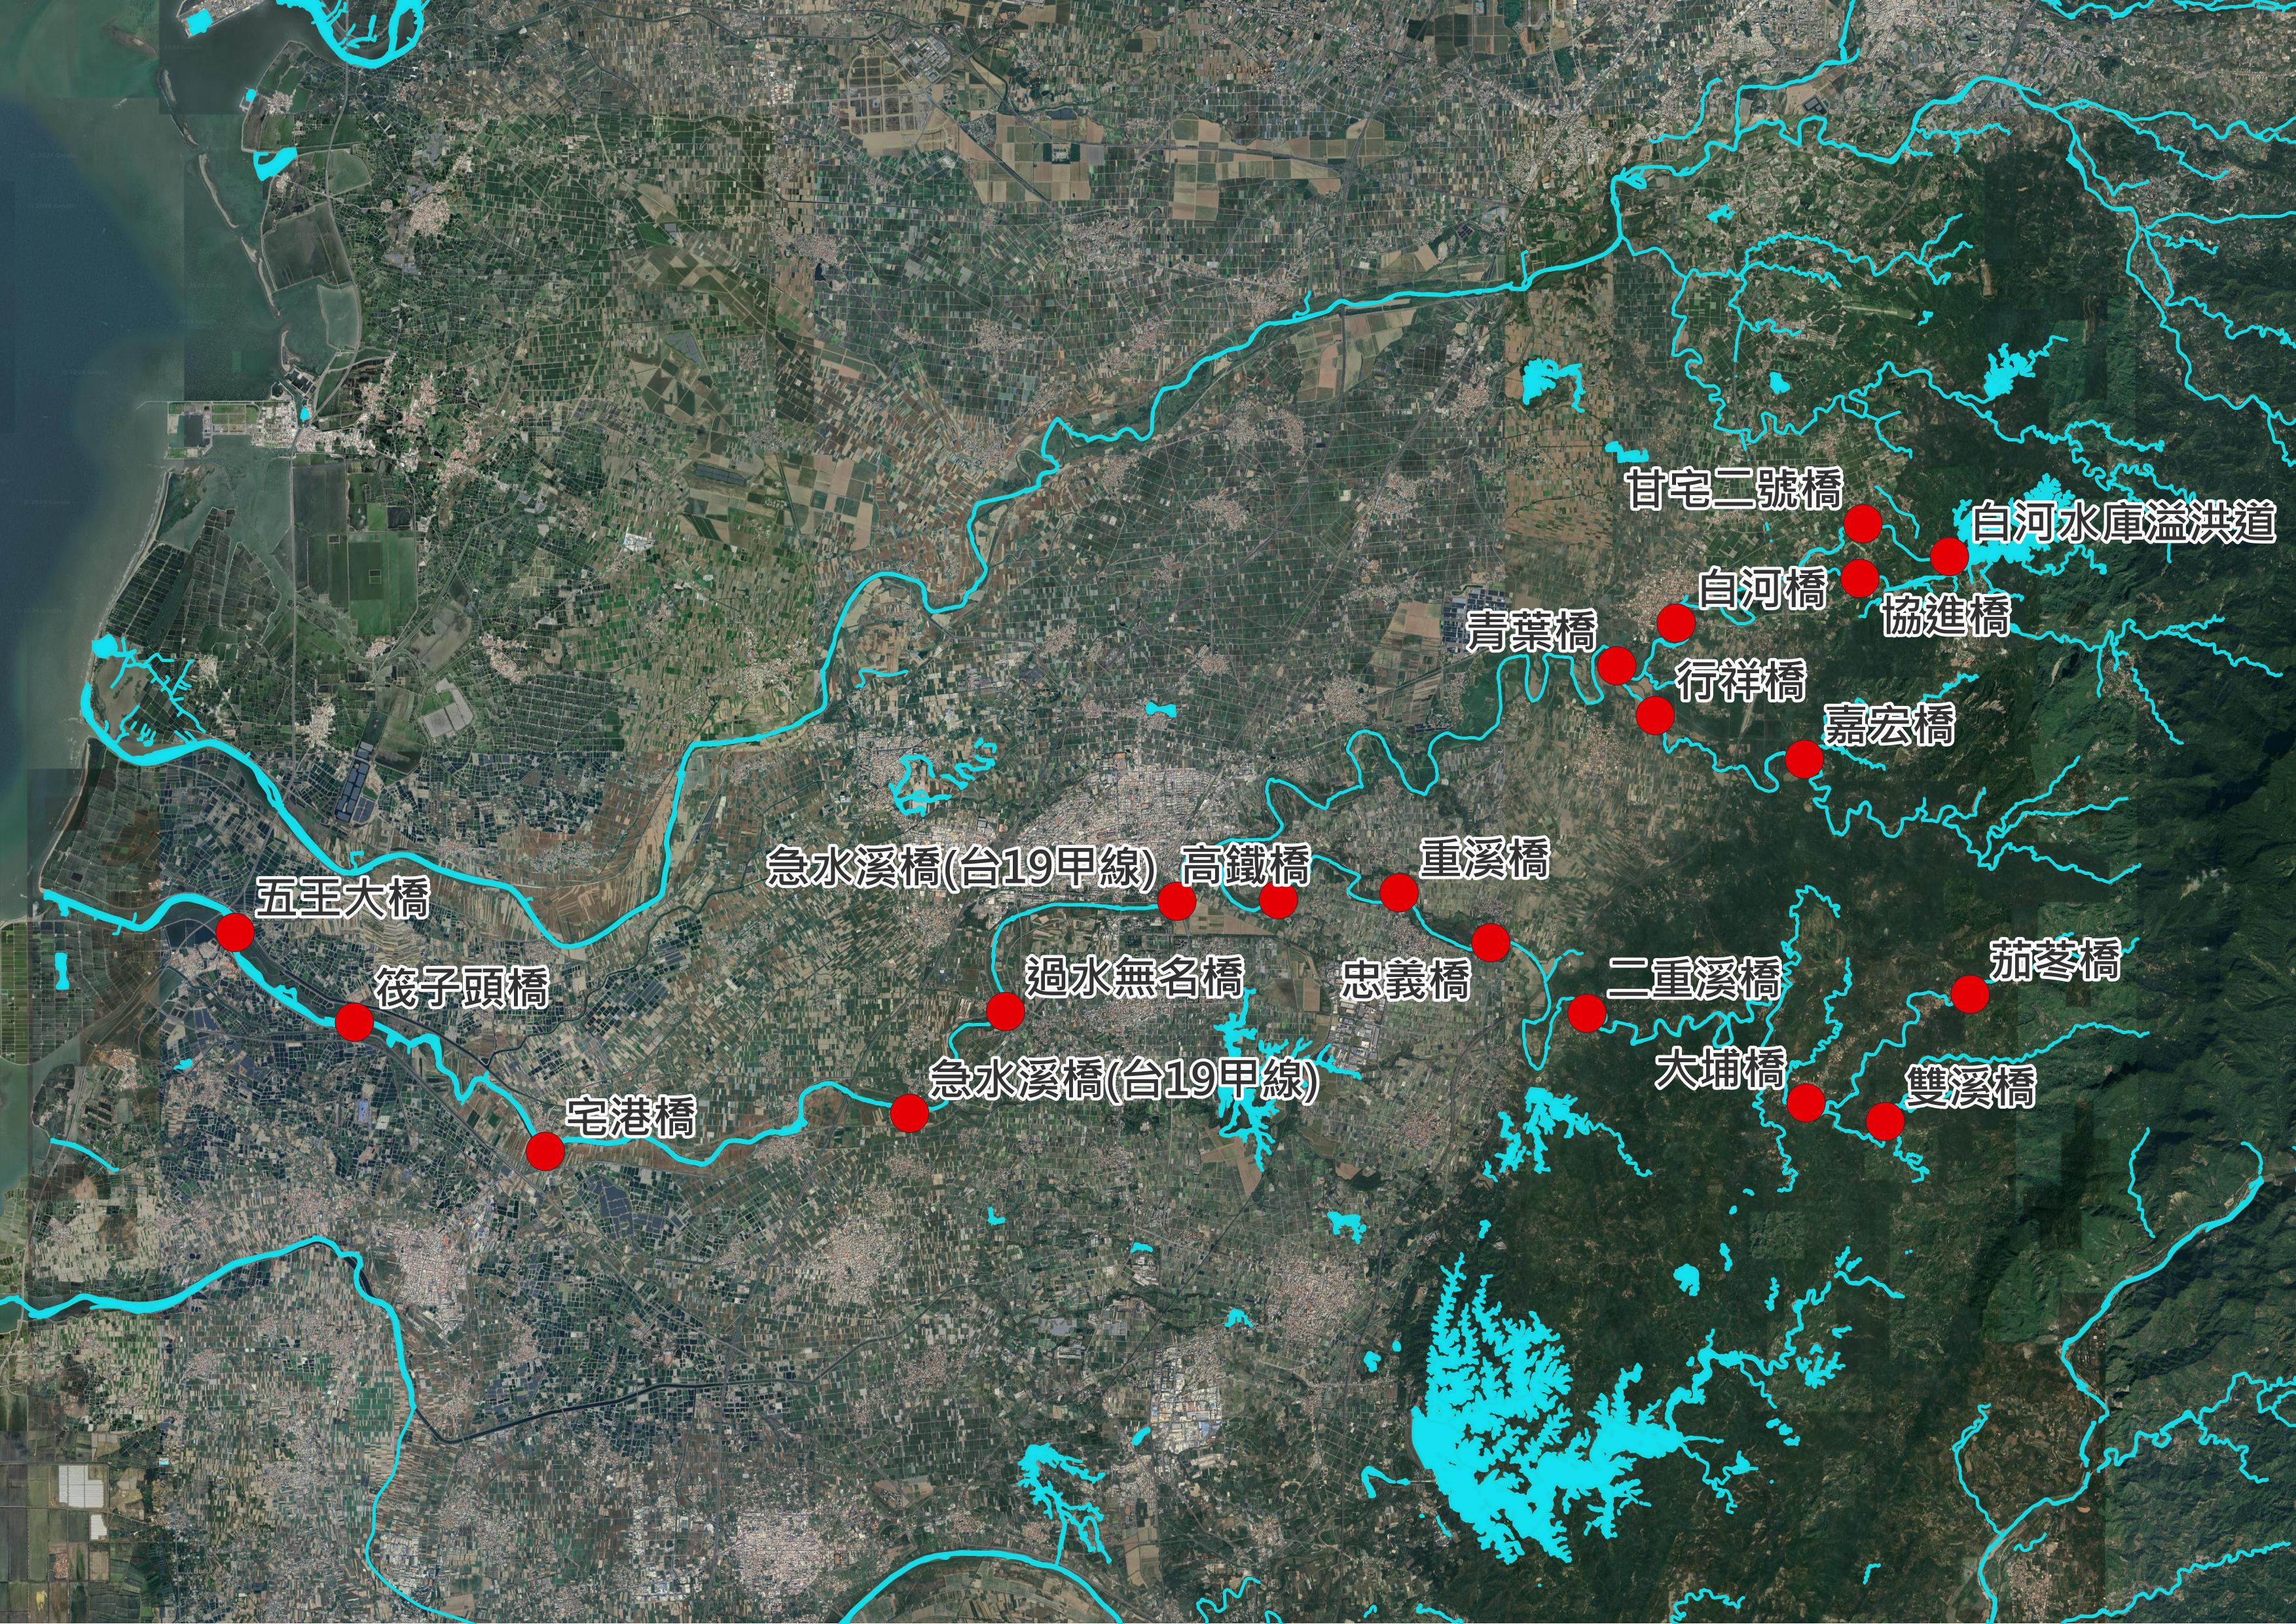 甘宅二號橋
白河水庫溢洪道
白河橋
協進橋
青葉橋
行祥橋
嘉宏橋
急水溪橋(台19甲線)
高鐵橋
重溪橋
五王大橋
筏子頭橋
過水無名橋
忠義橋
二重溪橋
茄苳橋
急水溪橋(台19甲線)
大埔橋
雙溪橋
宅港橋